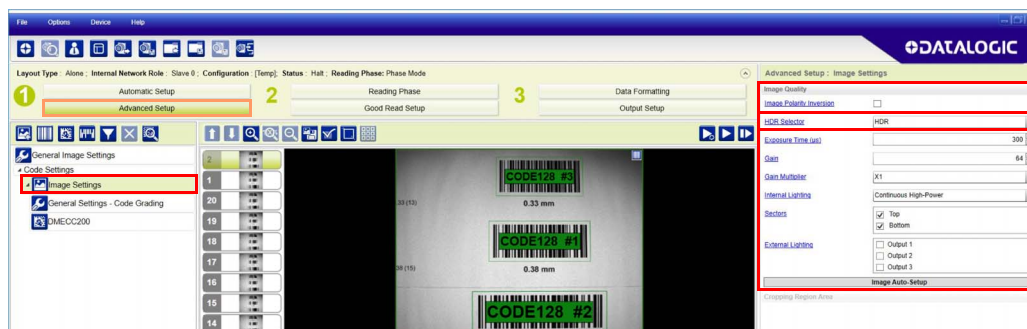 File Options Device Help
DATALOGIC
Layout Type : Alone ; Internal Network Role : Slave 0 ; Configuration : [Temp]; Status : Halt ; Reading Phase: Phase Mode
1
Automatic Setup
Advanced Setup
2
Reading Phase
Good Read Setup
3
Data Formatting
Output Setup
General Image Settings
Code Settings
Image Settings
General Settings - Code Grading
DMECC200
2
1
20
19
18
17
16
15
14
CODE128 #3
0.33 mm
CODE128 #1
0.38 mm
CODE128 #2
Advanced Setup : Image Settings
Image Quality
Image Polarity Inversion
HDR Selector HDR
Exposure Time (us) 300
Gain 64
Gain Multiplier X1
Internal Lighting Continuous High-Power
Sectors Top
Bottom
External Lighting Output 1
Output 2
Output 3
Image Auto-Setup
Cropping Region Area